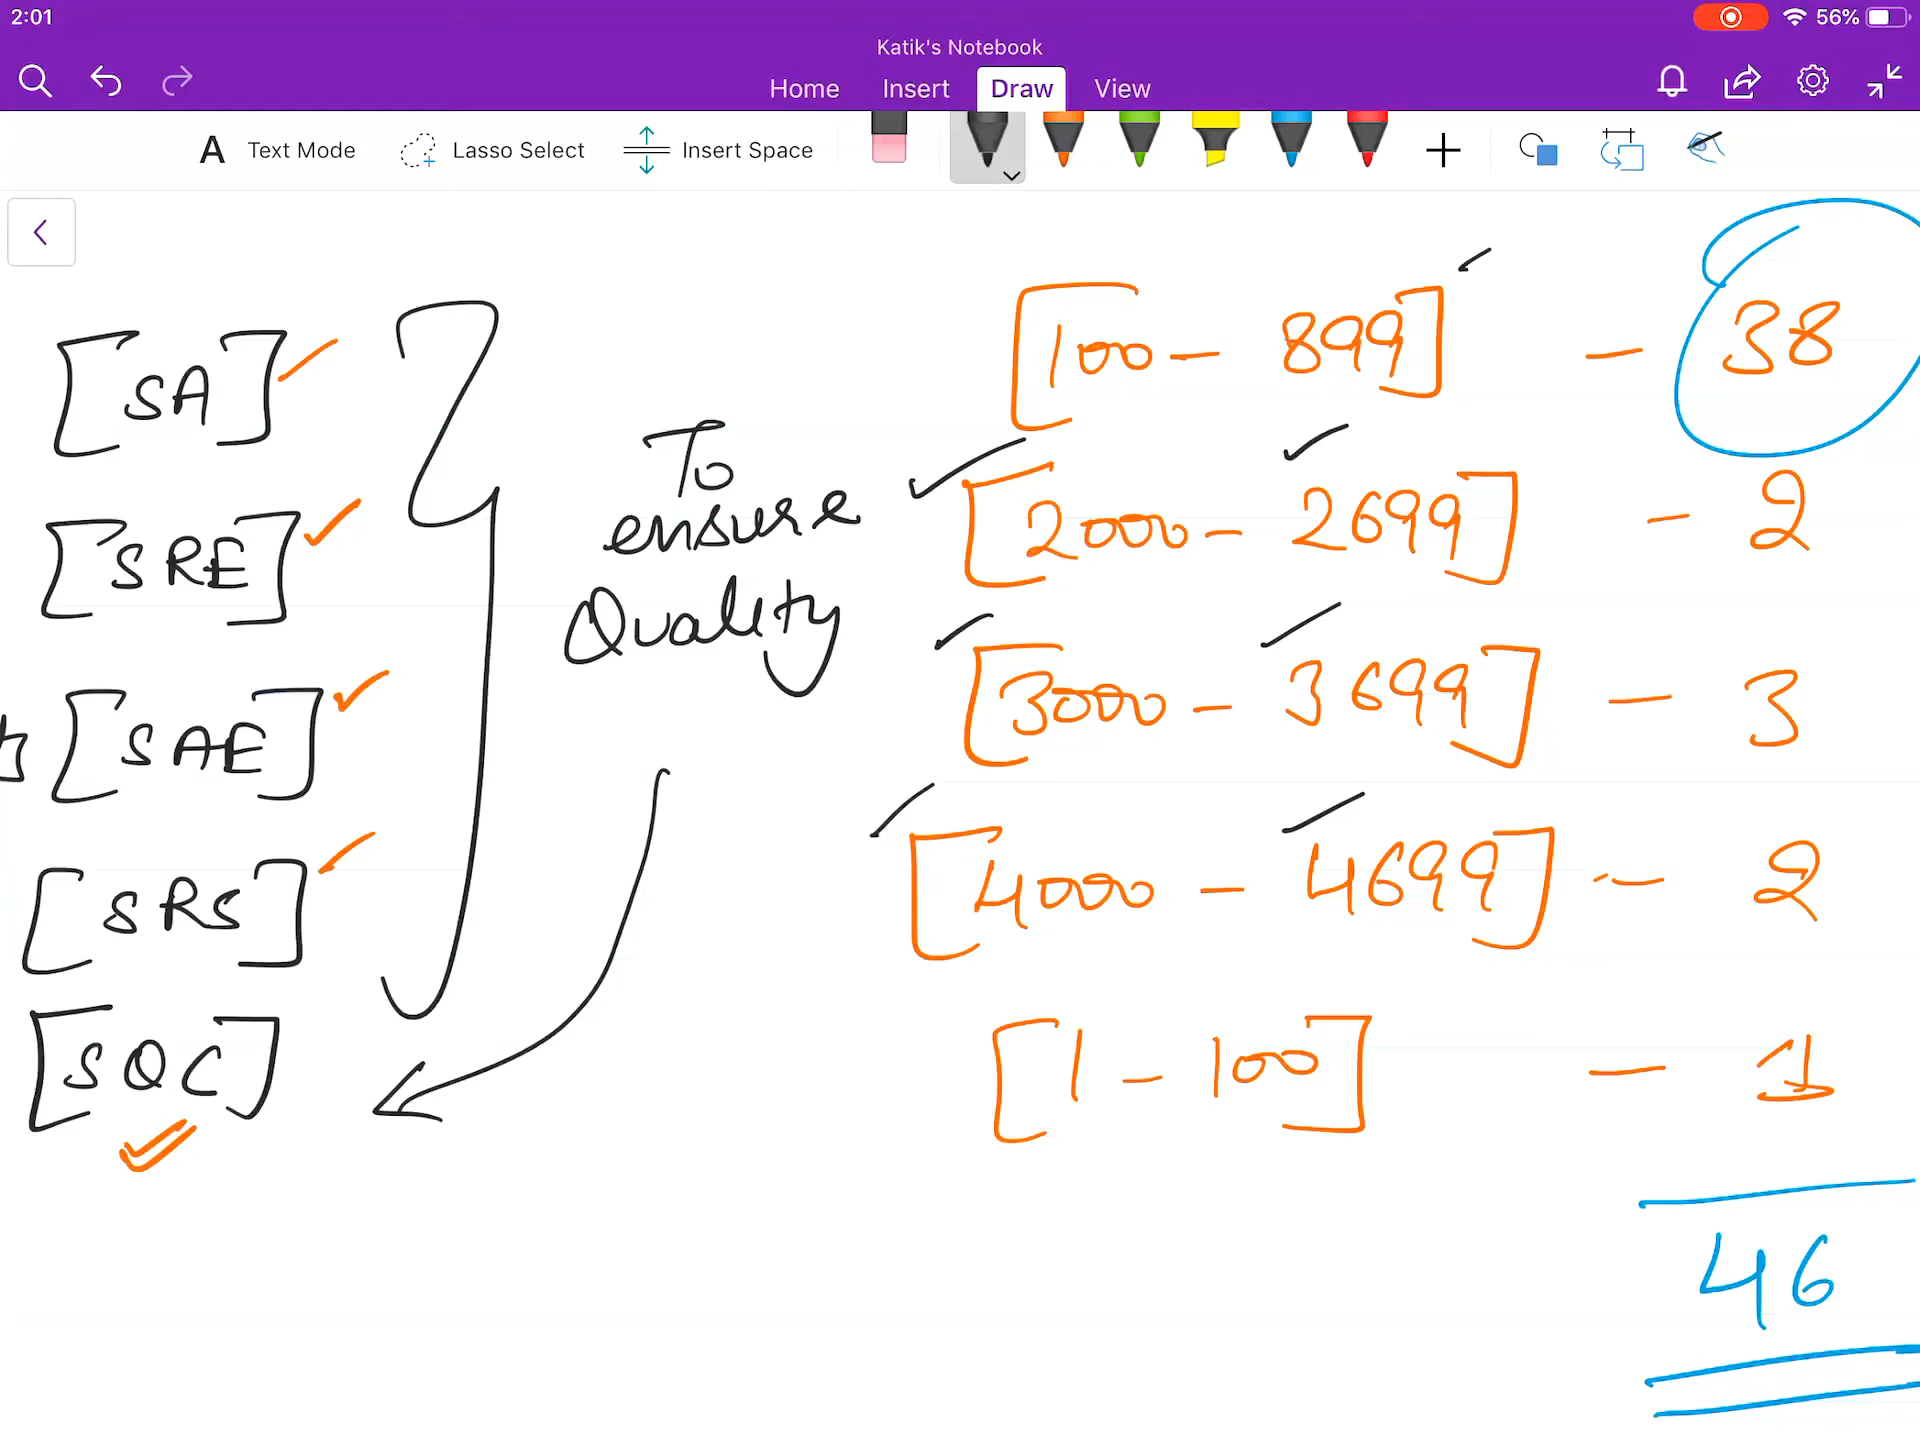 2:01
56%
Katik's Notebook
Home Insert Draw View
A Text Mode Lasso Select Insert Space
[SA]
[SRE]
[SAE]
[SRS]
[SQC]
To
ensure
Quality
[100 - 899] - 38
[2000 - 2699] - 2
[3000 - 3699] - 3
[4000 - 4699] - 2
[1 - 100] - 1
46